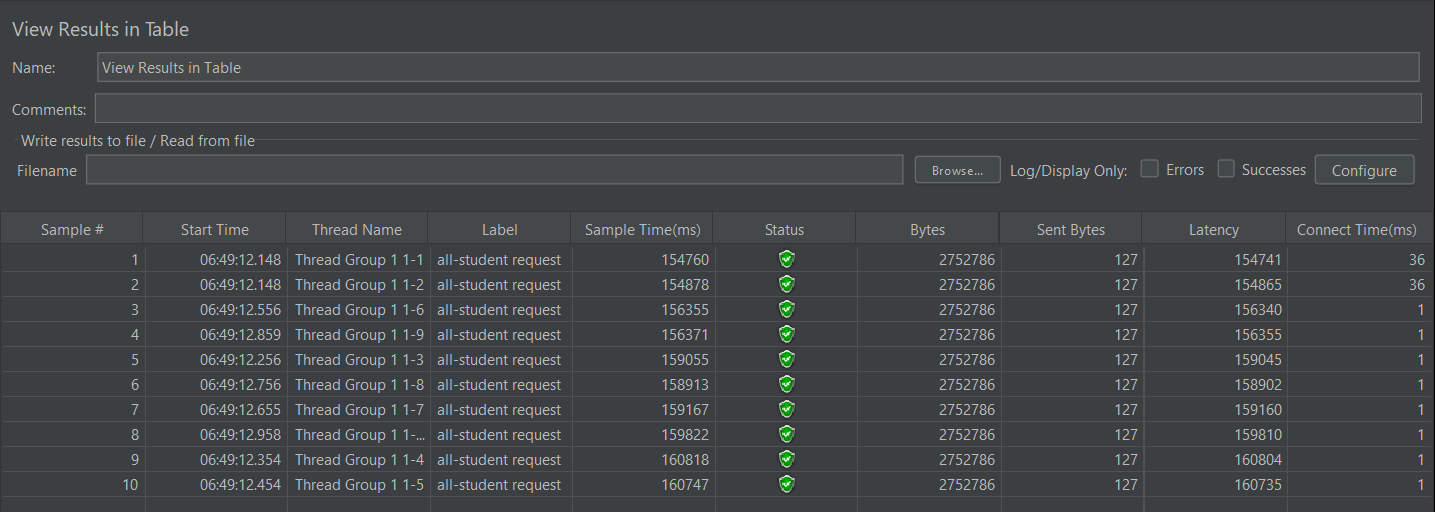 View Results in Table
Name: View Results in Table
Comments:
Write results to file / Read from file
Filename Browse... Log/Display Only: Errors Successes Configure
Sample # Start Time Thread Name Label Sample Time(ms) Status Bytes Sent Bytes Latency Connect Time(ms)
1 06:49:12.148 Thread Group 1 1-1 all-student request 154760 2752786 127 154741 36
2 06:49:12.148 Thread Group 1 1-2 all-student request 154878 2752786 127 154865 36
3 06:49:12.556 Thread Group 1 1-6 all-student request 156355 2752786 127 156340 1
4 06:49:12.859 Thread Group 1 1-9 all-student request 156371 2752786 127 156355 1
5 06:49:12.256 Thread Group 1 1-3 all-student request 159055 2752786 127 159045 1
6 06:49:12.756 Thread Group 1 1-8 all-student request 158913 2752786 127 158902 1
7 06:49:12.655 Thread Group 1 1-7 all-student request 159167 2752786 127 159160 1
8 06:49:12.958 Thread Group 1 1-... all-student request 159822 2752786 127 159810 1
9 06:49:12.354 Thread Group 1 1-4 all-student request 160818 2752786 127 160804 1
10 06:49:12.454 Thread Group 1 1-5 all-student request 160747 2752786 127 160735 1